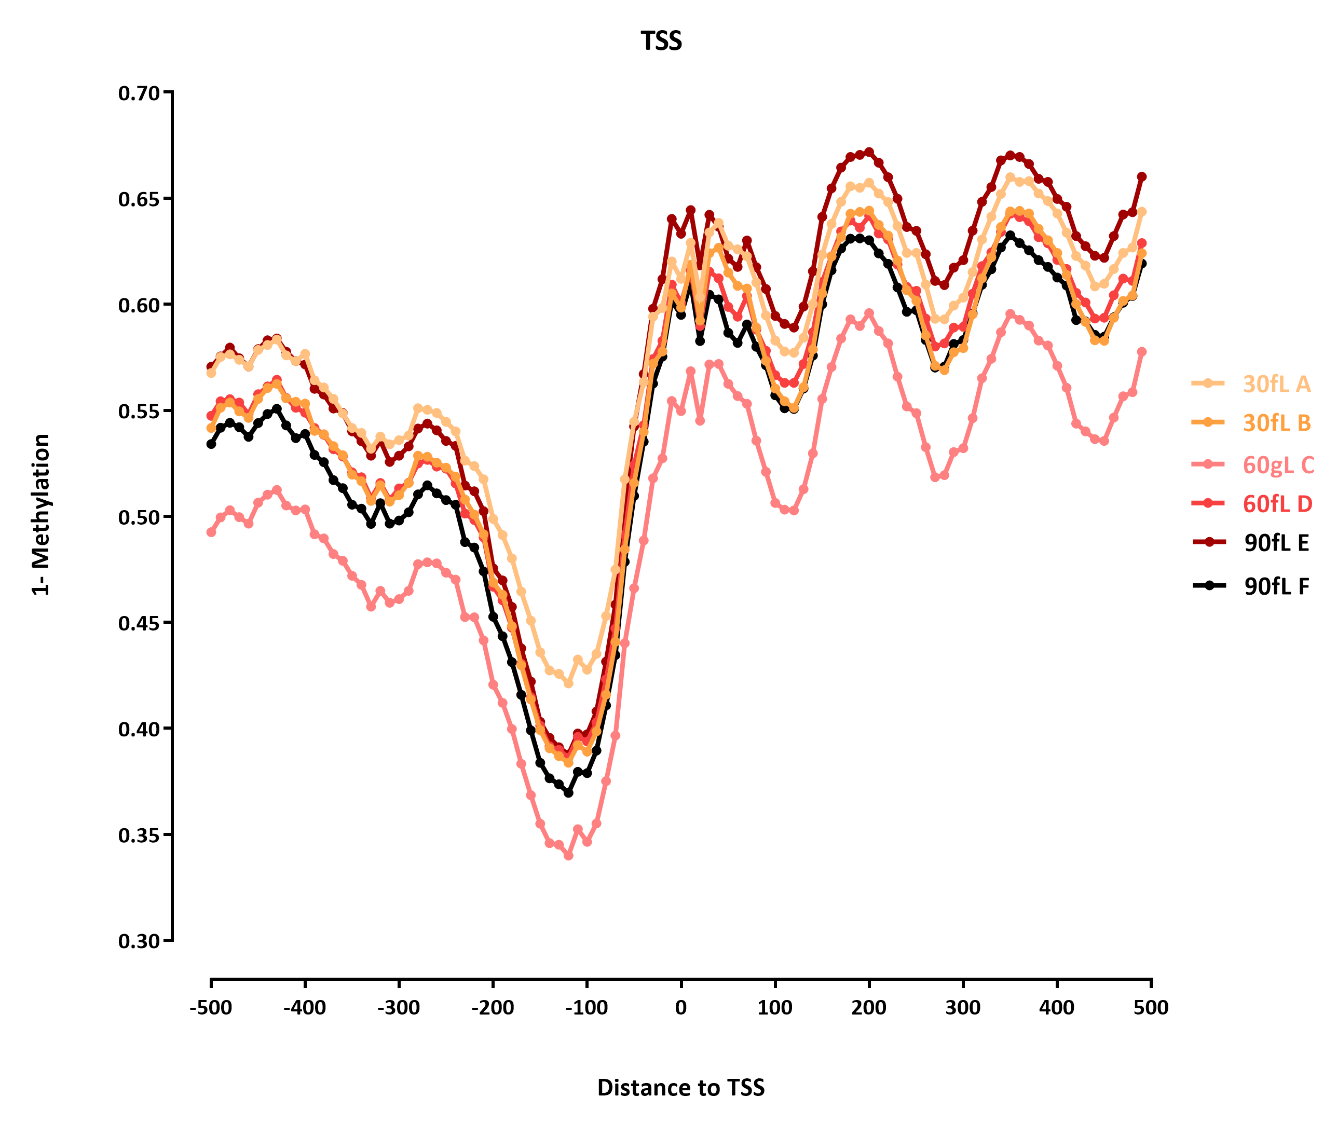 TSS
0.70
0.65
0.60
0.55
0.50
0.45
0.40
0.35
0.30
1- Methylation
-500 -400 -300 -200 -100 0 100 200 300 400 500
Distance to TSS
30fL A
30fL B
60gL C
60fL D
90fL E
90fL F